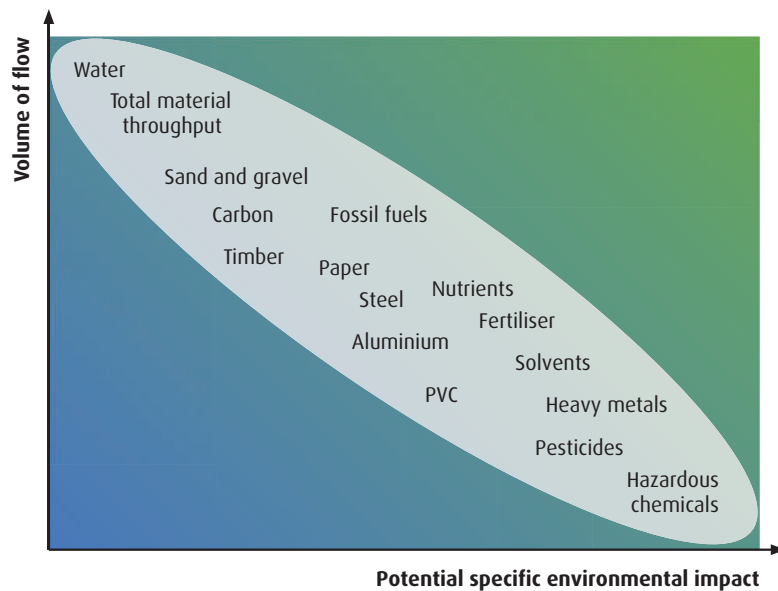 Volume of flow
Water
Total material
throughput
Sand and gravel
Carbon
Fossil fuels
Timber
Paper
Nutrients
Steel
Fertiliser
Aluminium
Solvents
PVC
Heavy metals
Pesticides
Hazardous
chemicals
Potential specific environmental impact